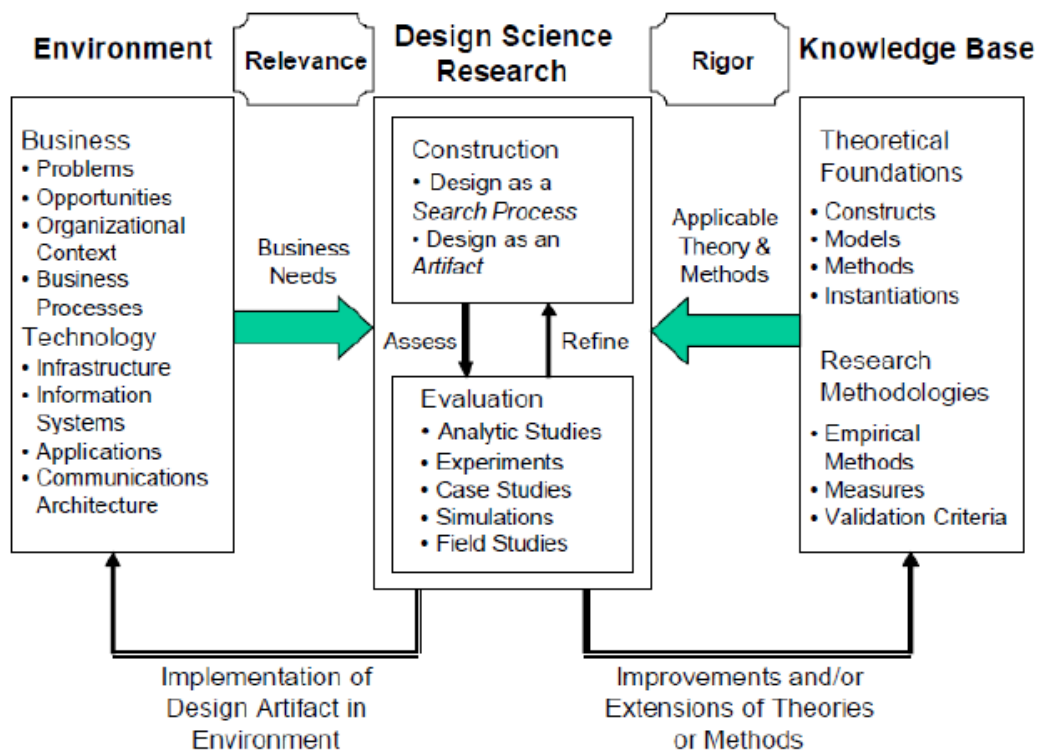 Environment
Relevance
Design Science
Research
Rigor
Knowledge Base
Business
• Problems
• Opportunities
• Organizational
Context
• Business
Processes
Technology
• Infrastructure
• Information
Systems
• Applications
• Communications
Architecture
Business
Needs
Construction
• Design as a
Search Process
• Design as an
Artifact
Assess
Refine
Evaluation
• Analytic Studies
• Experiments
• Case Studies
• Simulations
• Field Studies
Applicable
Theory &
Methods
Theoretical
Foundations
• Constructs
• Models
• Methods
• Instantiations
Research
Methodologies
• Empirical
Methods
• Measures
• Validation Criteria
Implementation of
Design Artifact in
Environment
Improvements and/or
Extensions of Theories
or Methods